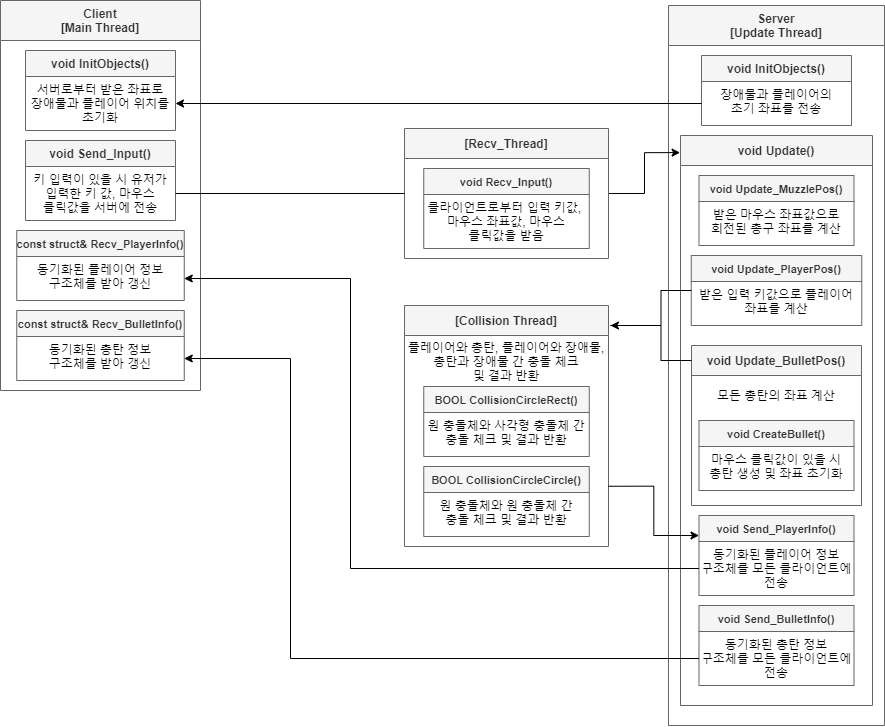 Client
[Main Thread]
void InitObjects()
서버로부터 받은 좌표로
장애물과 플레이어 위치를
초기화
void Send_Input()
키 입력이 있을 시 유저가
입력한 키 값, 마우스
클릭값을 서버에 전송
const struct& Recv_PlayerInfo()
동기화된 플레이어 정보
구조체를 받아 갱신
const struct& Recv_BulletInfo()
동기화된 총탄 정보
구조체를 받아 갱신
[Recv_Thread]
void Recv_Input()
클라이언트로부터 입력 키값,
마우스 좌표값, 마우스
클릭값을 받음
[Collision Thread]
플레이어와 총탄, 플레이어와 장애물,
총탄과 장애물 간 충돌 체크
및 결과 반환
BOOL CollisionCircleRect()
원 충돌체와 사각형 충돌체 간
충돌 체크 및 결과 반환
BOOL CollisionCircleCircle()
원 충돌체와 원 충돌체 간
충돌 체크 및 결과 반환
Server
[Update Thread]
void InitObjects()
장애물과 플레이어의
초기 좌표를 전송
void Update()
void Update_MuzzlePos()
받은 마우스 좌표값으로
회전된 총구 좌표를 계산
void Update_PlayerPos()
받은 입력 키값으로 플레이어
좌표를 계산
void Update_BulletPos()
모든 총탄의 좌표 계산
void CreateBullet()
마우스 클릭값이 있을 시
총탄 생성 및 좌표 초기화
void Send_PlayerInfo()
동기화된 플레이어 정보
구조체를 모든 클라이언트에
전송
void Send_BulletInfo()
동기화된 총탄 정보
구조체를 모든 클라이언트에
전송